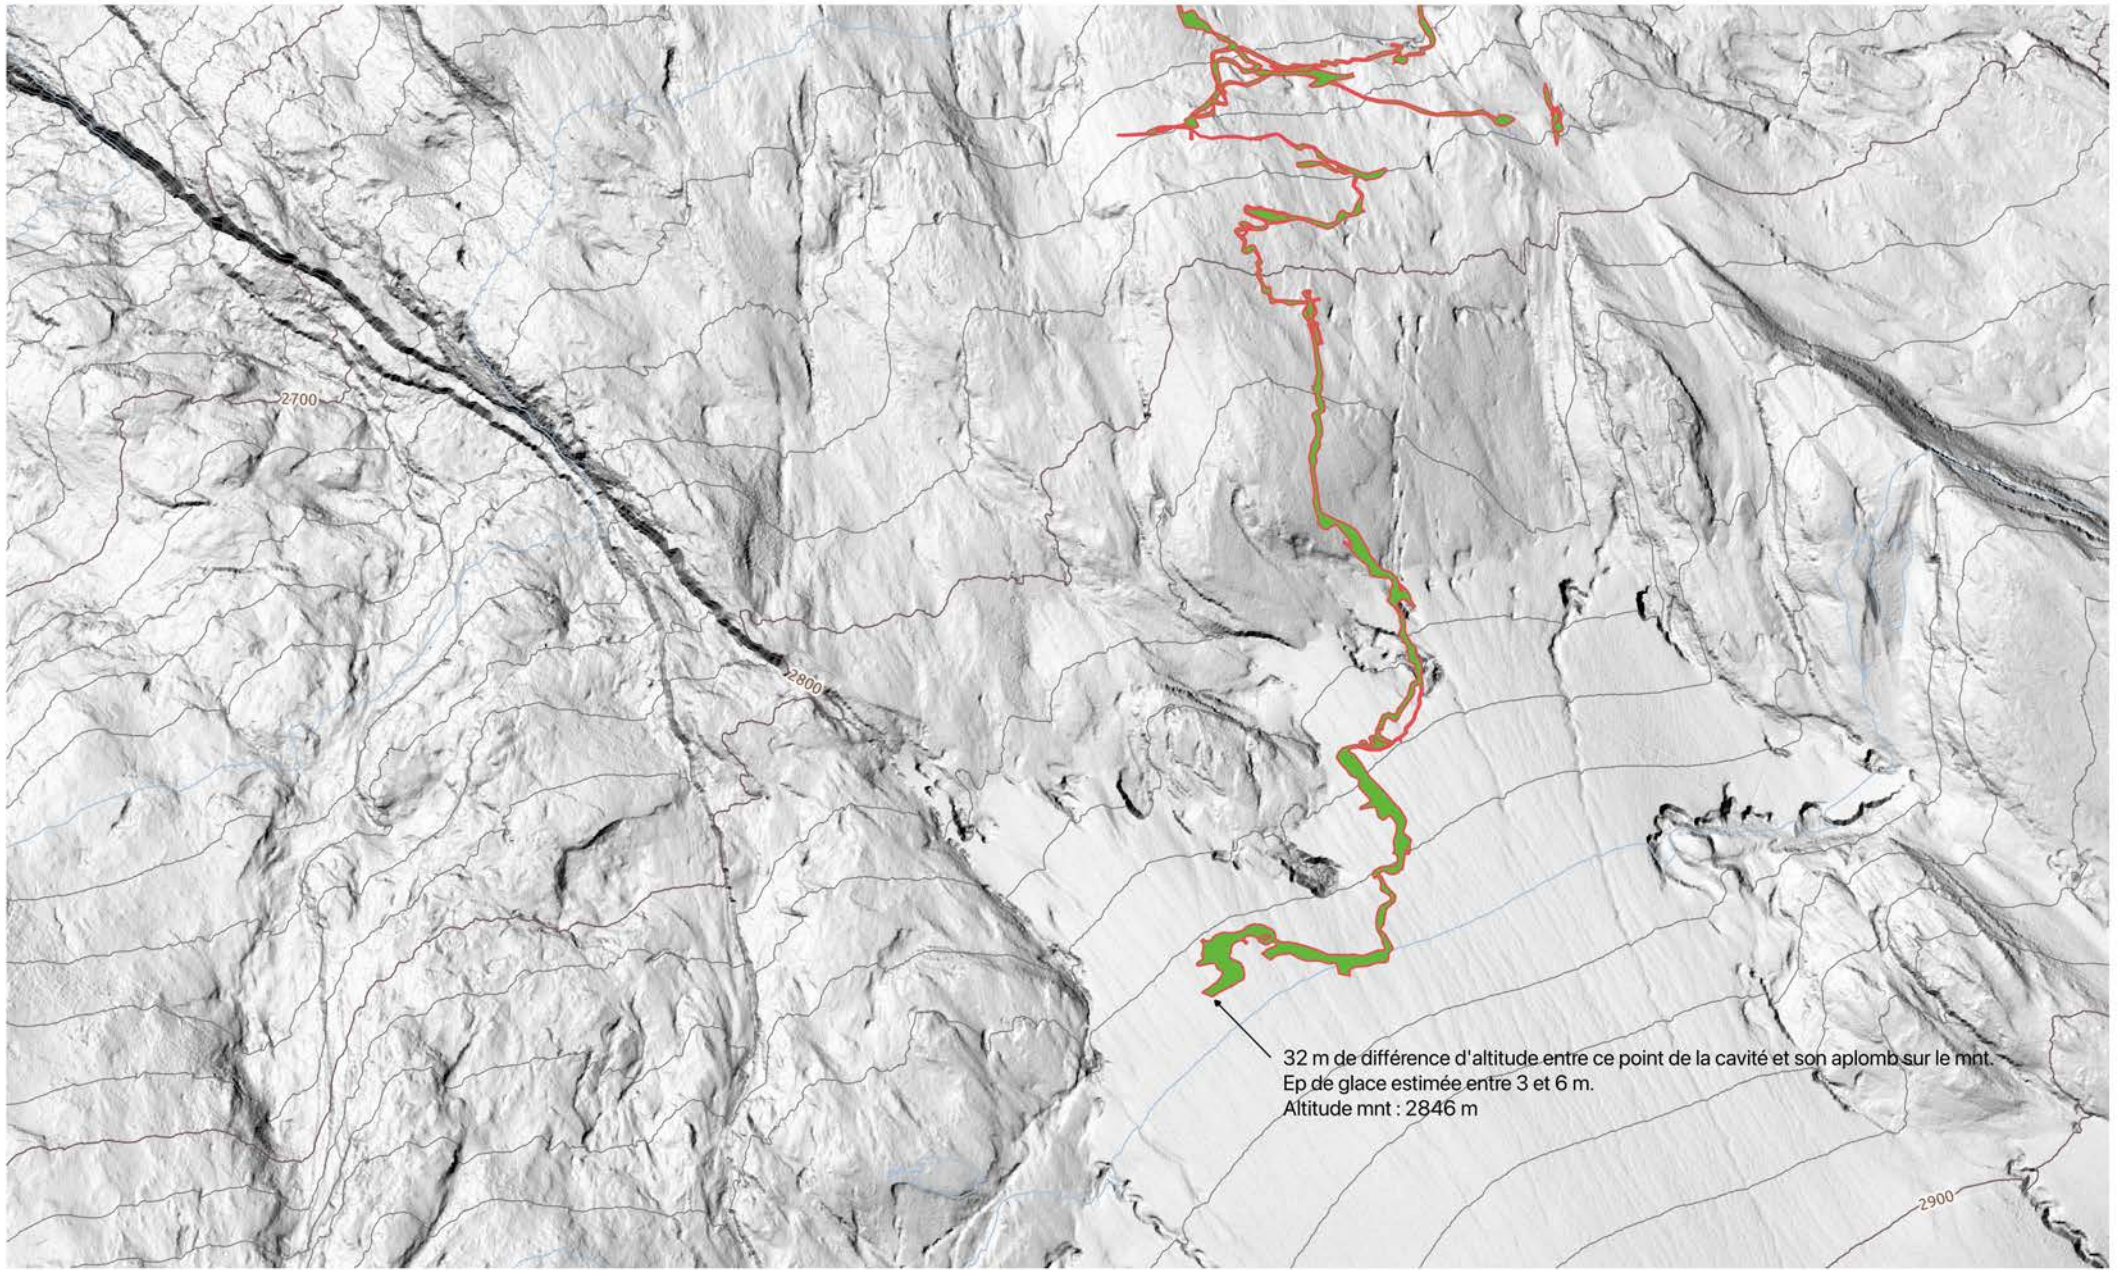 2700
2800
32 m de différence d'altitude entre ce point de la cavité et son aplomb sur le mnt.
Ep de glace estimée entre 3 et 6 m.
Altitude mnt : 2846 m
2900